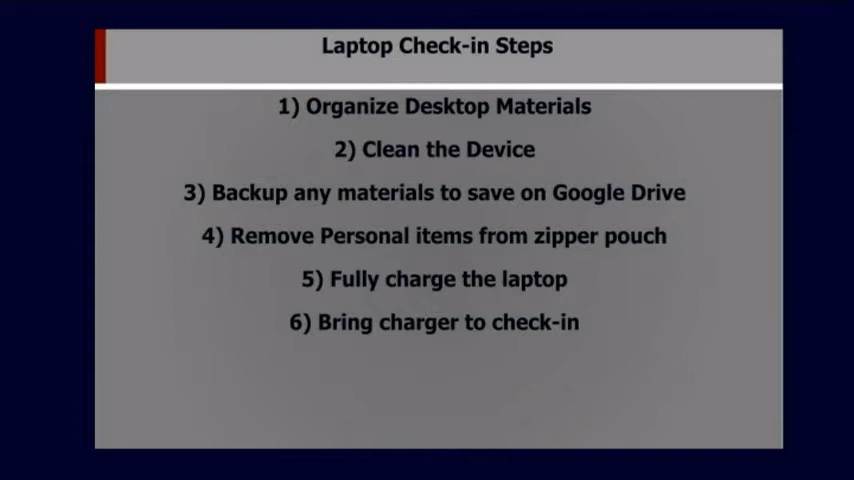 Laptop Check-in Steps
1) Organize Desktop Materials
2) Clean the Device
3) Backup any materials to save on Google Drive
4) Remove Personal items from zipper pouch
5) Fully charge the laptop
6) Bring charger to check-in